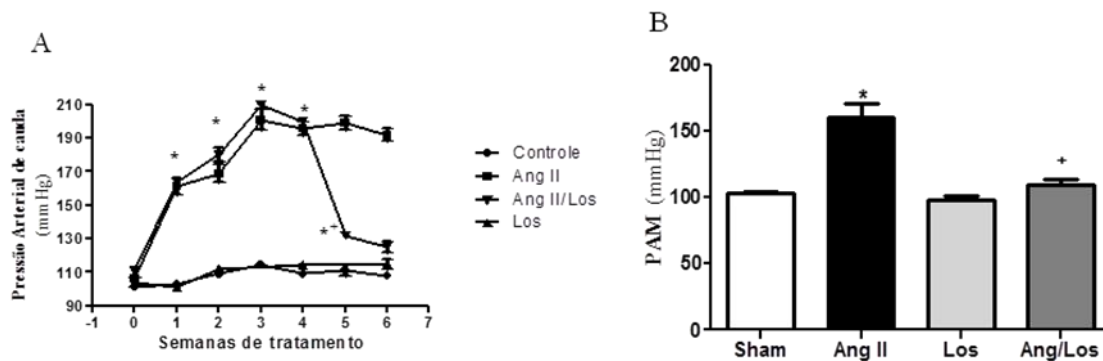 A
Pressão Arterial de cauda
(mmHg)
210
190
170
150
130
110
90
-1 0 1 2 3 4 5 6 7
Semanas de tratamento
* * * * *+
Controle
Ang II
Ang II/Los
Los
B
PAM (mmHg)
200
150
100
50
0
* +
Sham Ang II Los Ang/Los